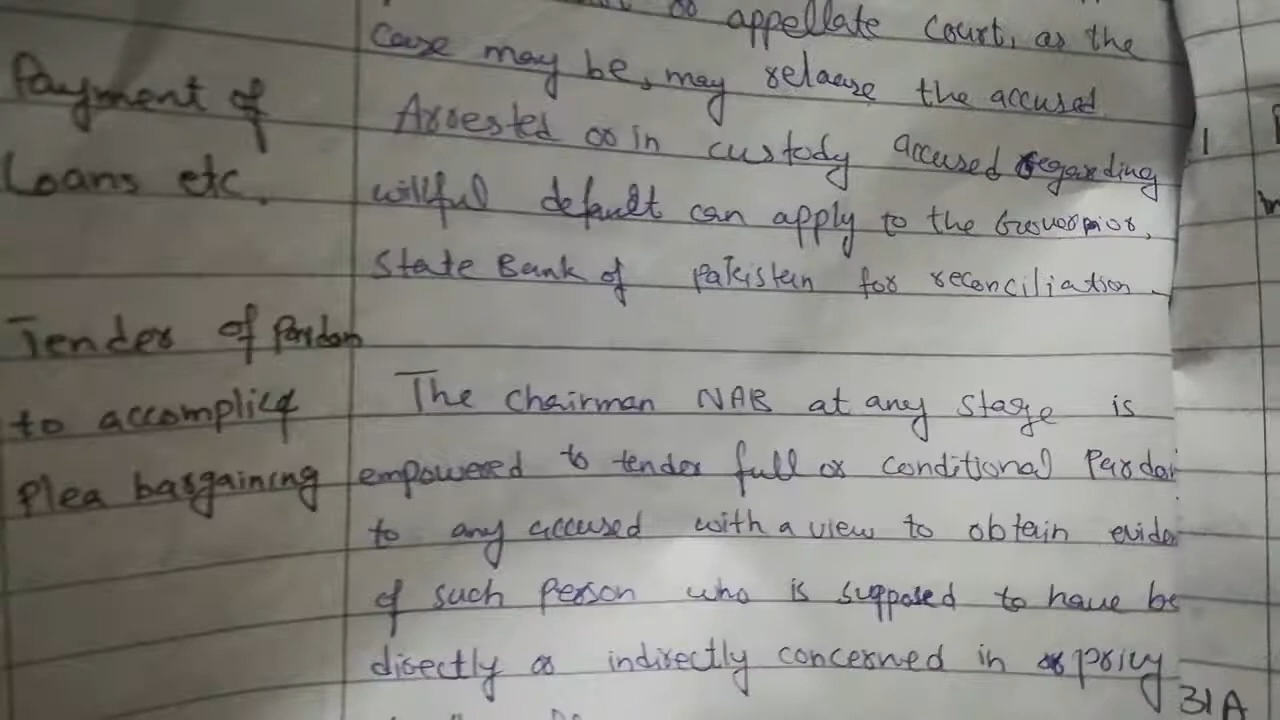 appellate Court, as the
case may be, may relaese the accused.
Payment of
Arrested or in custody accused regarding
Loans etc.
willful default can apply to the Governor,
State Bank of Pakistan for reconciliation.
Tender of Pardon
to accomplice
The chairman NAB at any stage is
Plea bargaining
empowered to tender full or conditional Pardon
to any accused with a view to obtain eviden
of such person who is supposed to have be
directly or indirectly concerned in or privy
31A